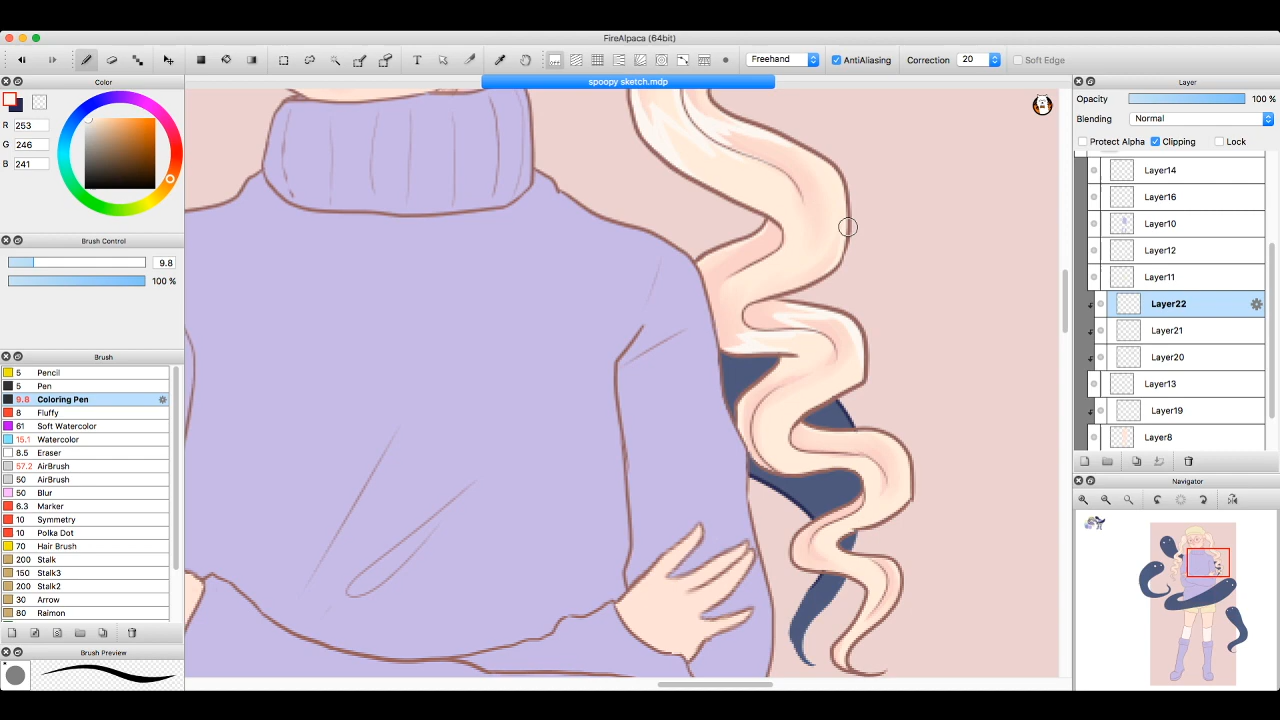 FireAlpaca (64bit)
T
Freehand
AntiAliasing
Correction
20
Soft Edge
spoopy sketch.mdp
Color
R 253
G 246
B 241
Brush Control
9.8
100 %
Brush
5 Pencil
5 Pen
9.8 Coloring Pen
8 Fluffy
61 Soft Watercolor
15.1 Watercolor
8.5 Eraser
57.2 AirBrush
50 AirBrush
50 Blur
6.3 Marker
10 Symmetry
10 Polka Dot
70 Hair Brush
200 Stalk
150 Stalk3
200 Stalk2
30 Arrow
80 Raimon
Brush Preview
Layer
Opacity 100 %
Blending Normal
Protect Alpha Clipping Lock
Layer14
Layer16
Layer10
Layer12
Layer11
Layer22
Layer21
Layer20
Layer13
Layer19
Layer8
Navigator